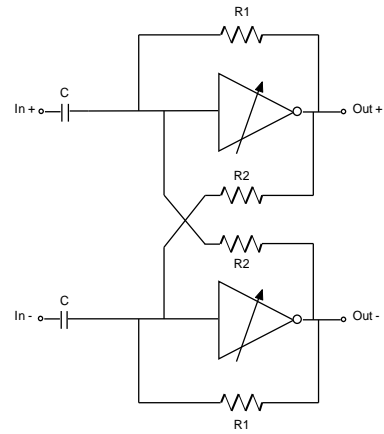 R1
C
In +
Out +
R2
R2
C
In -
Out -
R1